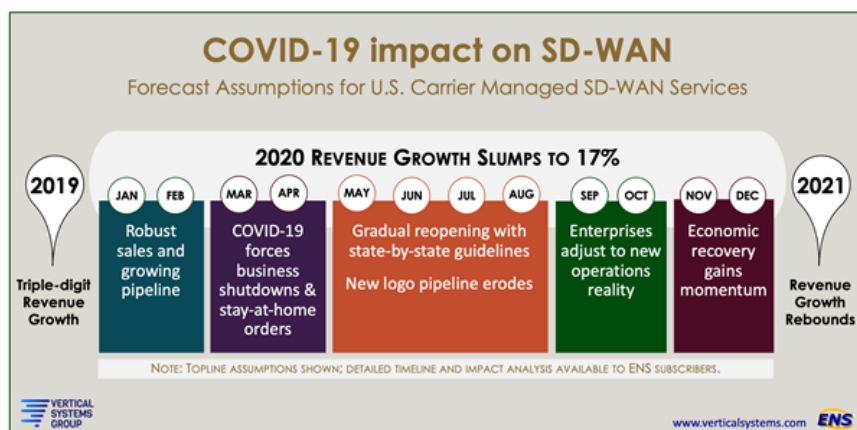 COVID-19 impact on SD-WAN
Forecast Assumptions for U.S. Carrier Managed SD-WAN Services
2020 REVENUE GROWTH SLUMPS TO 17%
2019
Triple-digit
Revenue
Growth
JAN FEB
Robust
sales and
growing
pipeline
MAR APR
COVID-19
forces
business
shutdowns &
stay-at-home
orders
MAY JUN JUL AUG
Gradual reopening with
state-by-state guidelines
New logo pipeline erodes
SEP OCT
Enterprises
adjust to new
operations
reality
NOV DEC
Economic
recovery
gains
momentum
2021
Revenue
Growth
Rebounds
NOTE: TOPLINE ASSUMPTIONS SHOWN; DETAILED TIMELINE AND IMPACT ANALYSIS AVAILABLE TO ENS SUBSCRIBERS.
VERTICAL
SYSTEMS
GROUP
www.verticalsystems.com
ENS